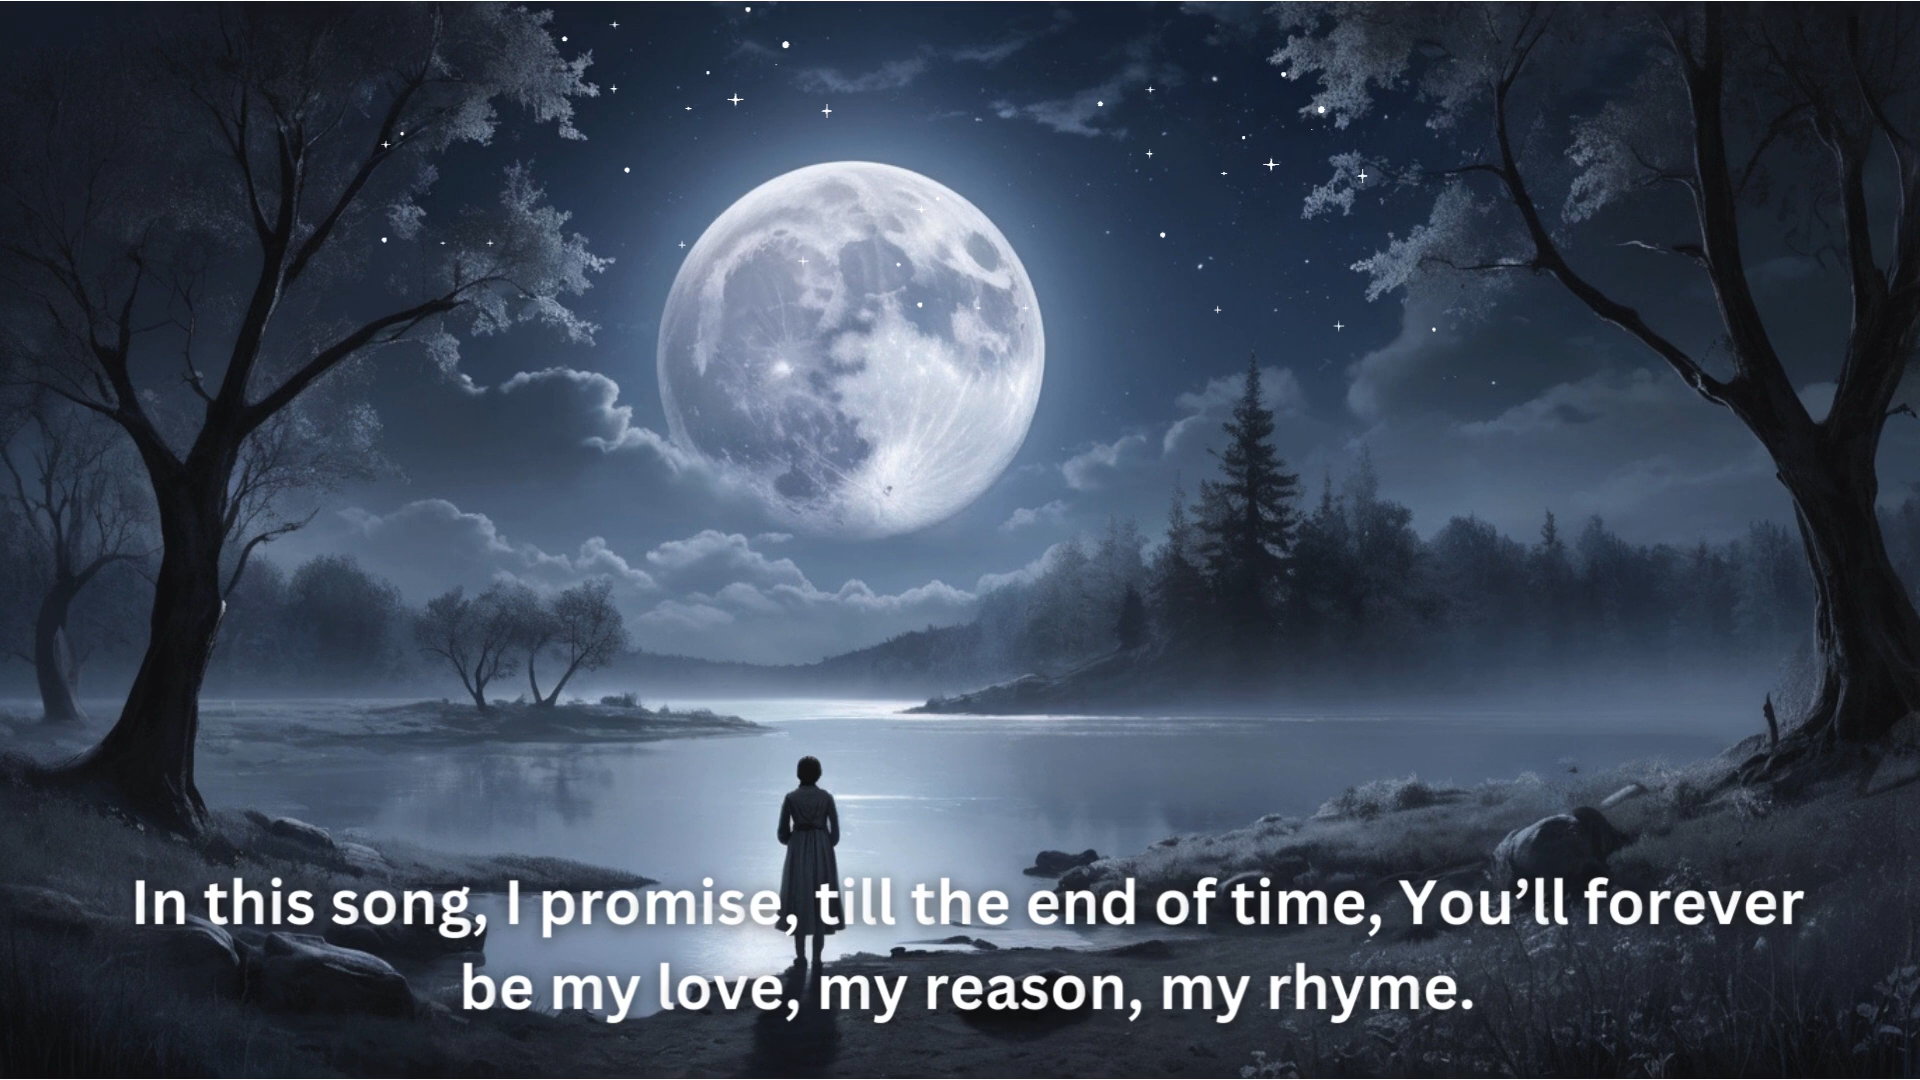 In this song, I promise, till the end of time, You’ll forever
be my love, my reason, my rhyme.